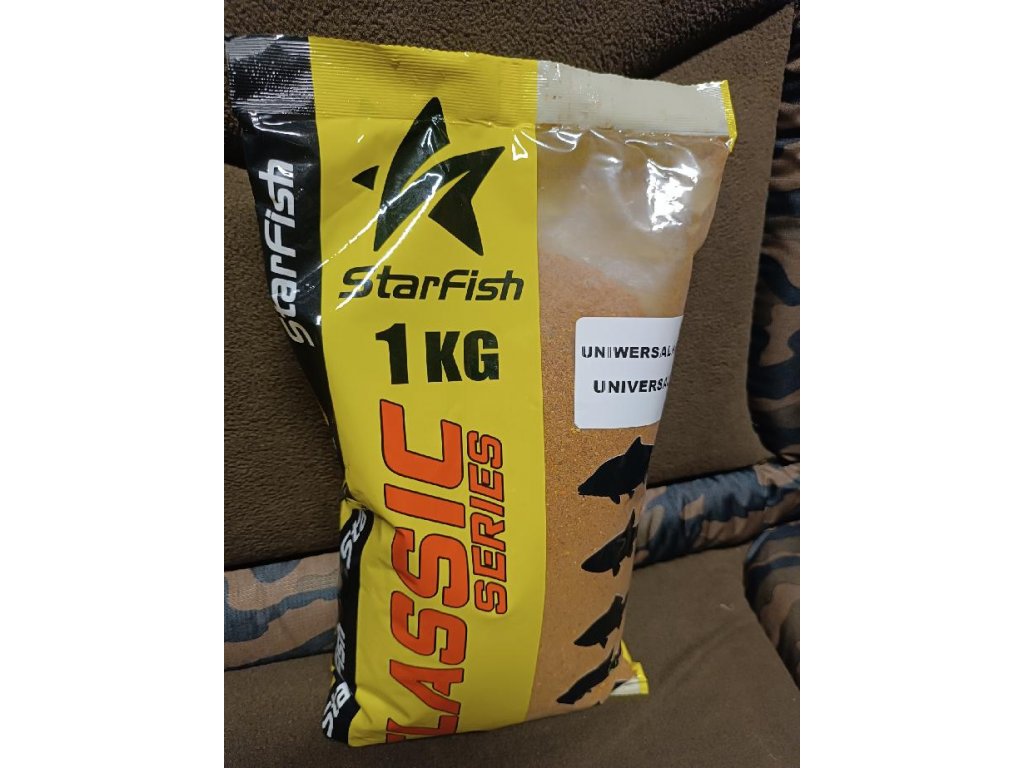 StarFish
StarFish
1 KG
CLASSIC
SERIES
UNIWERSAL
UNIVERSA